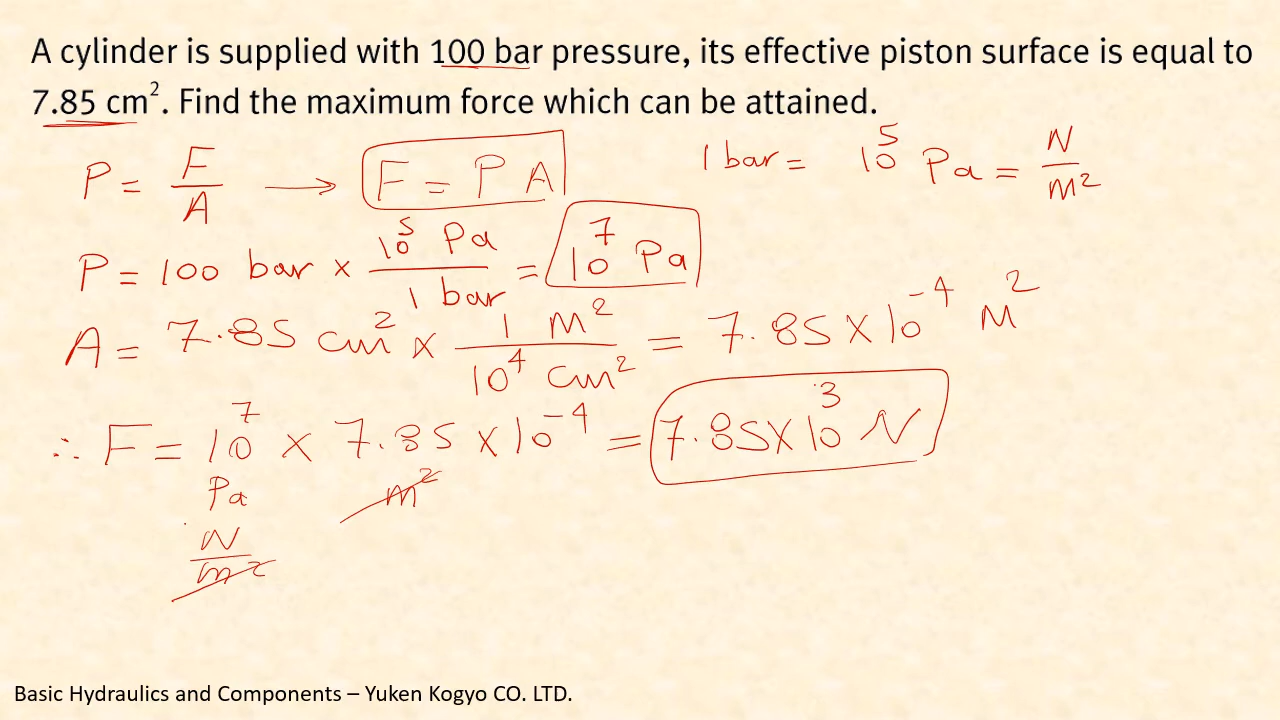 A cylinder is supplied with 100 bar pressure, its effective piston surface is equal to
7.85 cm². Find the maximum force which can be attained.
P = F/A → F = P A
1 bar = 10⁵ Pa = N/m²
P = 100 bar × 10⁵ Pa / 1 bar = 10⁷ Pa
A = 7.85 cm² × 1 m² / 10⁴ cm² = 7.85 × 10⁻⁴ m²
∴ F = 10⁷ × 7.85 × 10⁻⁴ = 7.85 × 10³ N
Pa m²
N/m²
Basic Hydraulics and Components – Yuken Kogyo CO. LTD.